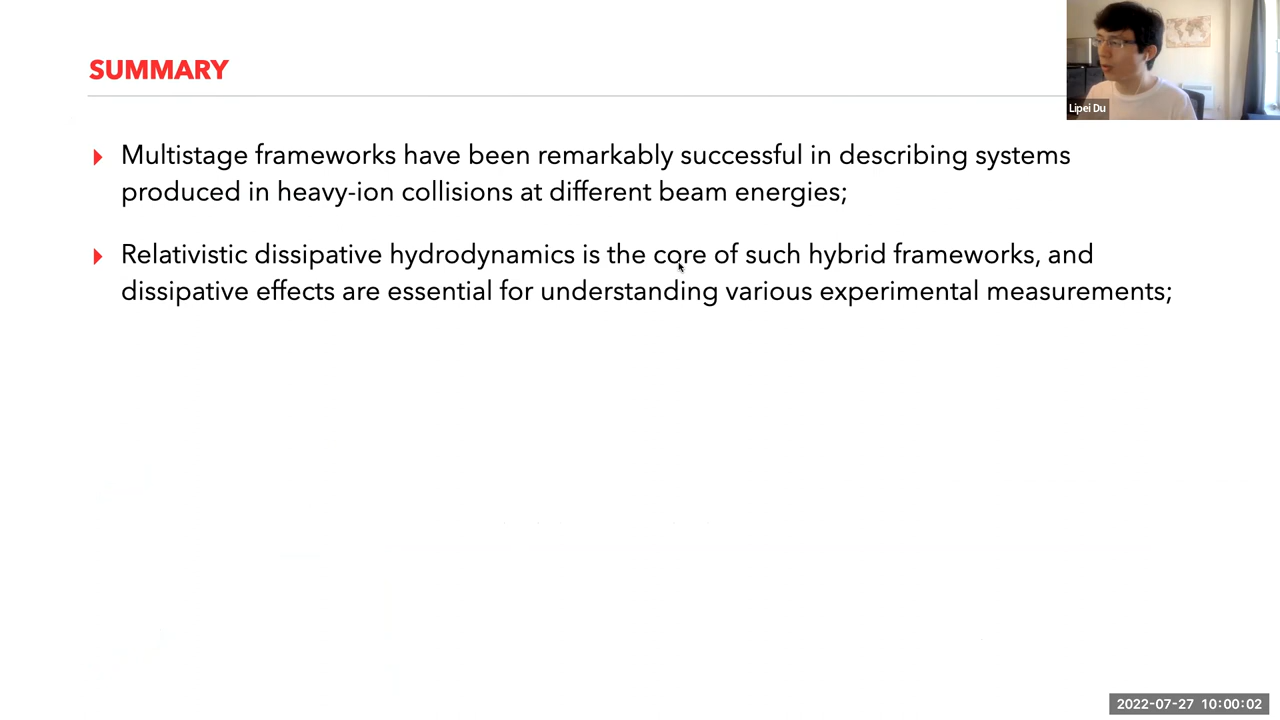 SUMMARY
Multistage frameworks have been remarkably successful in describing systems
produced in heavy-ion collisions at different beam energies;
Relativistic dissipative hydrodynamics is the core of such hybrid frameworks, and
dissipative effects are essential for understanding various experimental measurements;
Lipei Du
2022-07-27 10:00:02